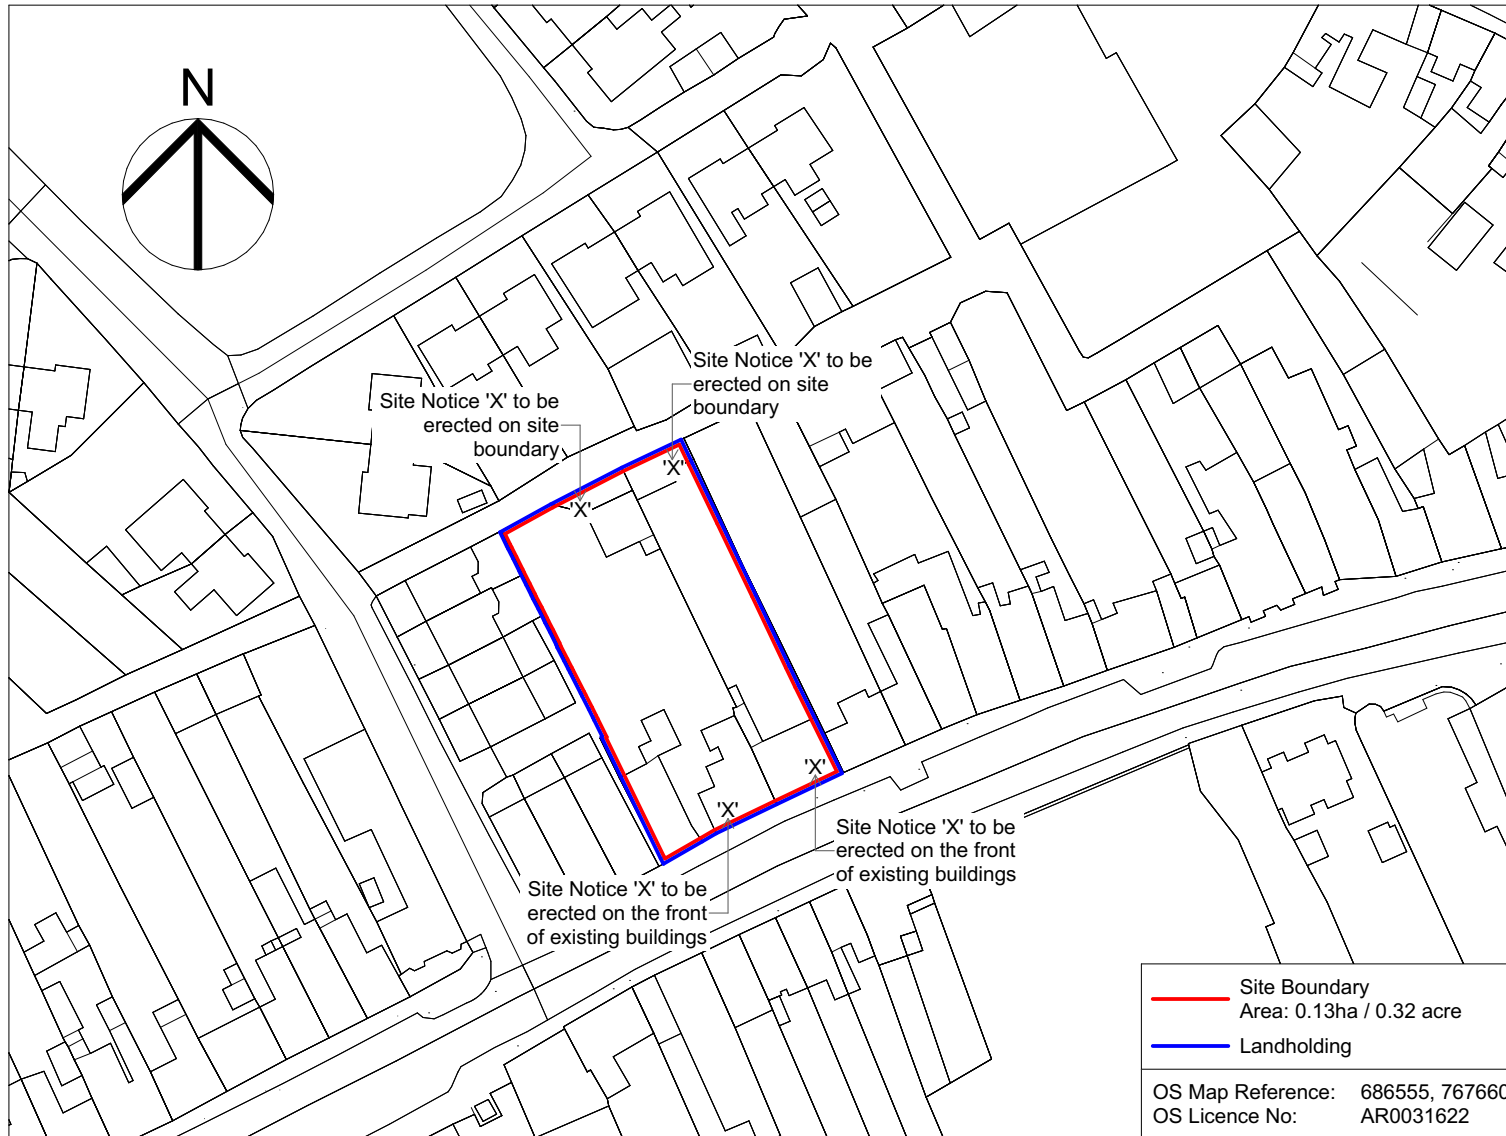 N
Site Notice 'X' to be
erected on site
boundary
Site Notice 'X' to be
erected on site
boundary
'X'
'X'
'X'
'X'
Site Notice 'X' to be
erected on the front
of existing buildings
Site Notice 'X' to be
erected on the front
of existing buildings
Site Boundary
Area: 0.13ha / 0.32 acre
Landholding
OS Map Reference: 686555, 767660
OS Licence No: AR0031622